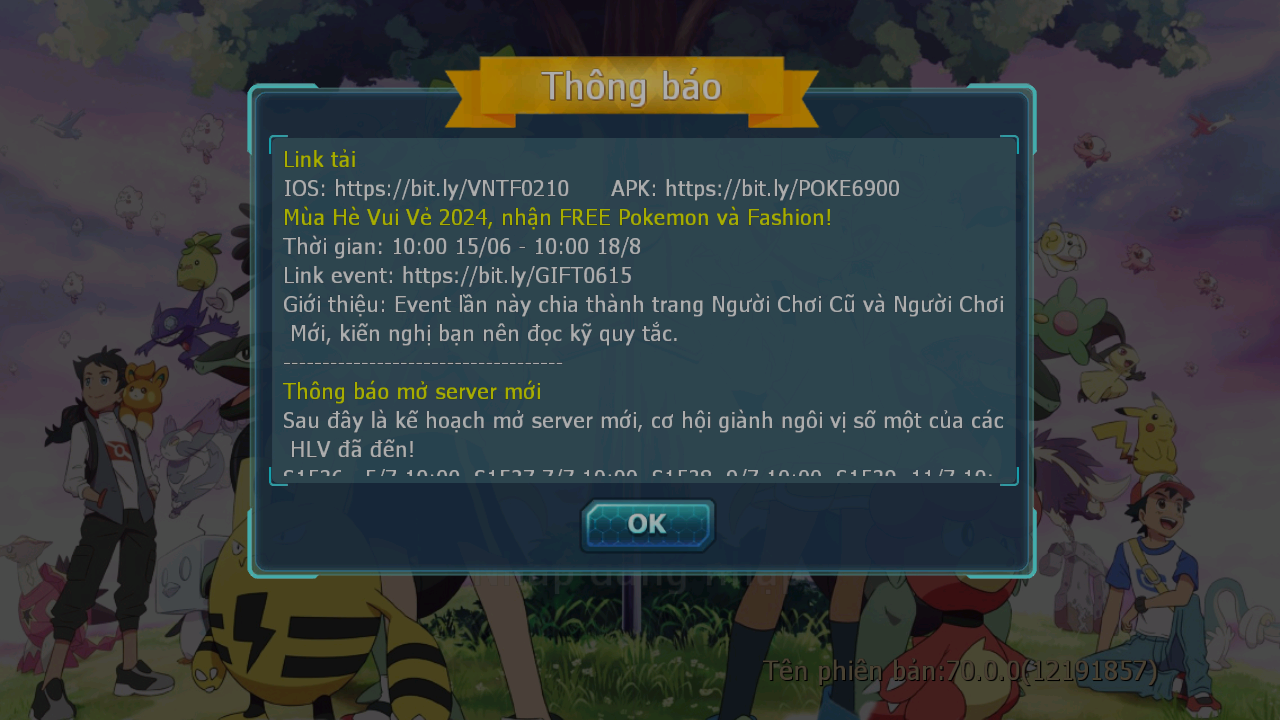 Thông báo
Link tải
IOS: https://bit.ly/VNTF0210 APK: https://bit.ly/POKE6900
Mùa Hè Vui Vẻ 2024, nhận FREE Pokemon và Fashion!
Thời gian: 10:00 15/06 - 10:00 18/8
Link event: https://bit.ly/GIFT0615
Giới thiệu: Event lần này chia thành trang Người Chơi Cũ và Người Chơi
Mới, kiến nghị bạn nên đọc kỹ quy tắc.
------------------------------------
Thông báo mở server mới
Sau đây là kế hoạch mở server mới, cơ hội giành ngôi vị số một của các
HLV đã đến!
OK
Tên phiên bản:70.0.0(12191857)